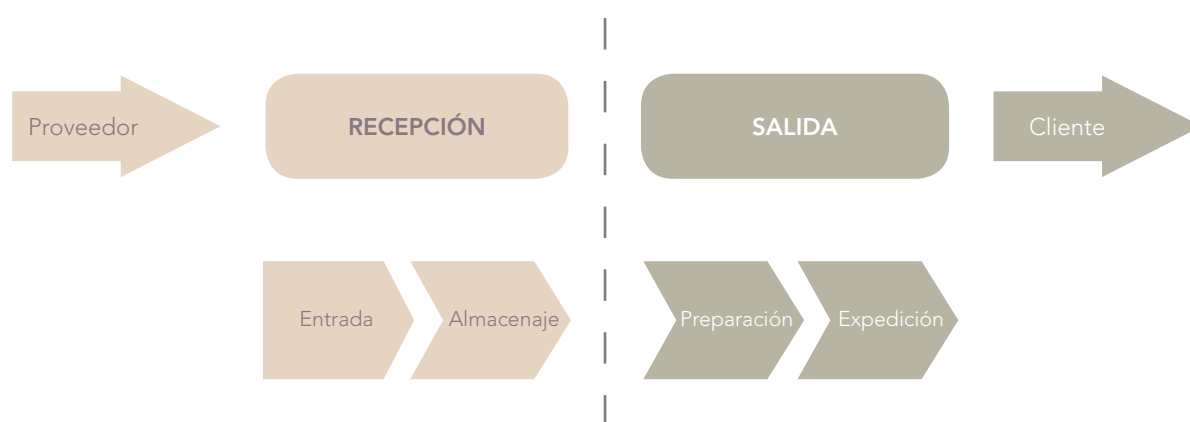 Proveedor
RECEPCIÓN
SALIDA
Cliente
Entrada
Almacenaje
Preparación
Expedición